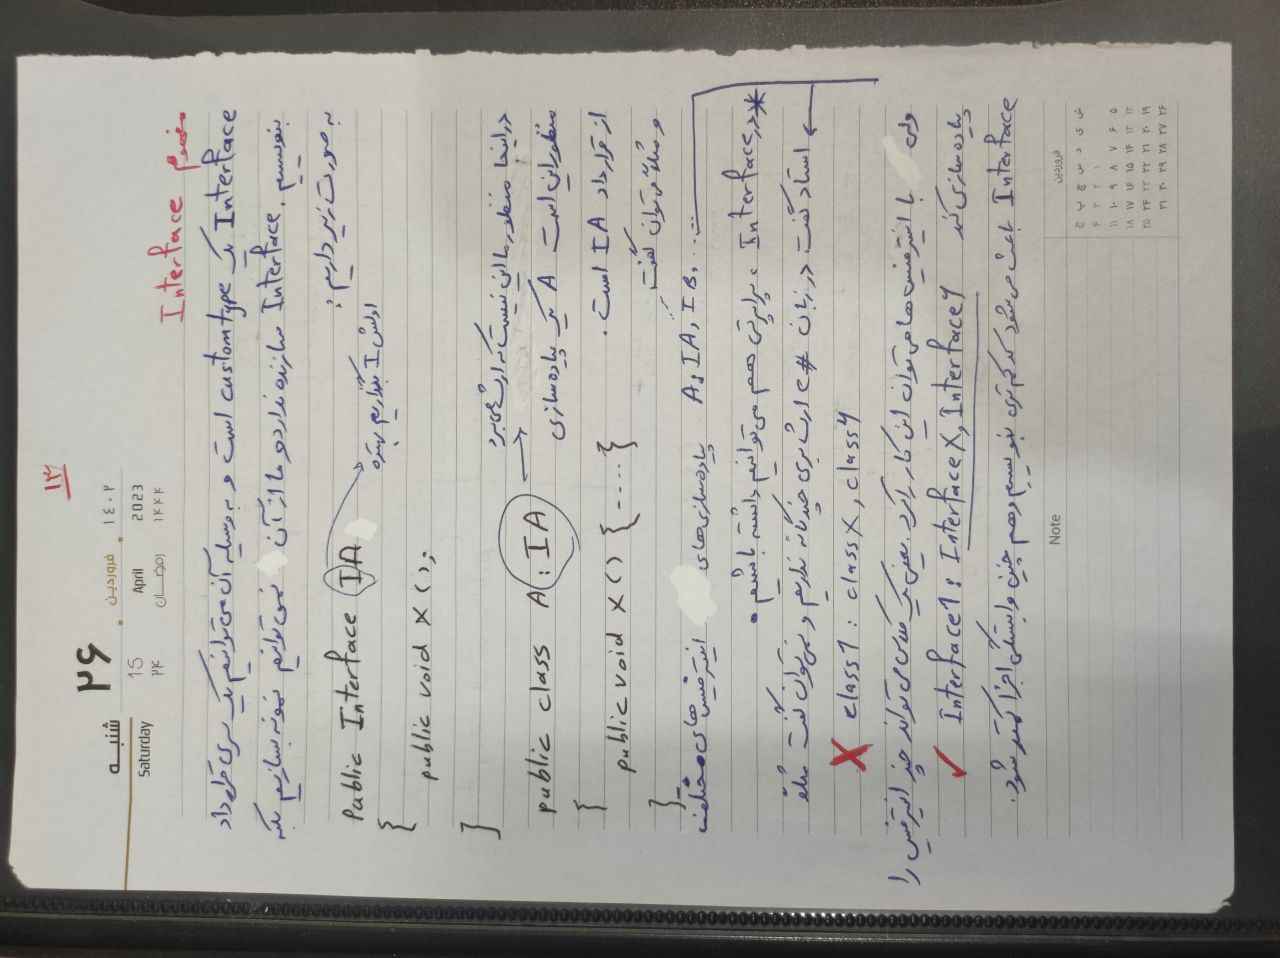 ۱۳
شنبه ۲۶ فروردین ۱٤۰۲
Saturday 15 April 2023
۲۴ رمضان ۱۴۴۴
مفهوم Interface
Interface یک custom type است و به وسیله آن می توانیم یک سری قرارداد
بنویسیم. Interface سازنده ندارد و ما از آن نمی توانیم نمونه بسازیم بلکه
به صورت زیر داریم:
Public Interface IA
اولش I بگذاریم بهتره
{
public void X ();
}
در اینجا منظور ما این نیست که ارث می برد
public class A : IA
منظور این است A یک پیاده سازی
{
از قرارداد IA است.
public void X () { ---- }
و مثلاً می توان گفت
}
A : IA, IB, ...
پیاده سازی های اینترفیس های مختلف
* در Interface، پراپرتی هم می توانیم داشته باشیم.
استاد گفت در زبان C# ارث بری چندگانه نداریم و نمی توان گفت مثلاً
class1 : classX, classY
ولی با اینترفیس ها می توان این کار را کرد. یعنی یک کلاس می تواند چند اینترفیس را
پیاده سازی کند
Interface1 : InterfaceX, InterfaceY
Interface باعث می شود کد کم تری بنویسیم و هم چنین وابستگی اجزا کمتر شود.
Note
فروردین
ش ی د س چ پ ج
۱ ۲ ۳ ۴
۵ ۶ ۷ ۸ ۹ ۱۰ ۱۱
۱۲ ۱۳ ۱۴ ۱۵ ۱۶ ۱۷ ۱۸
۱۹ ۲۰ ۲۱ ۲۲ ۲۳ ۲۴ ۲۵
۲۶ ۲۷ ۲۸ ۲۹ ۳۰ ۳۱